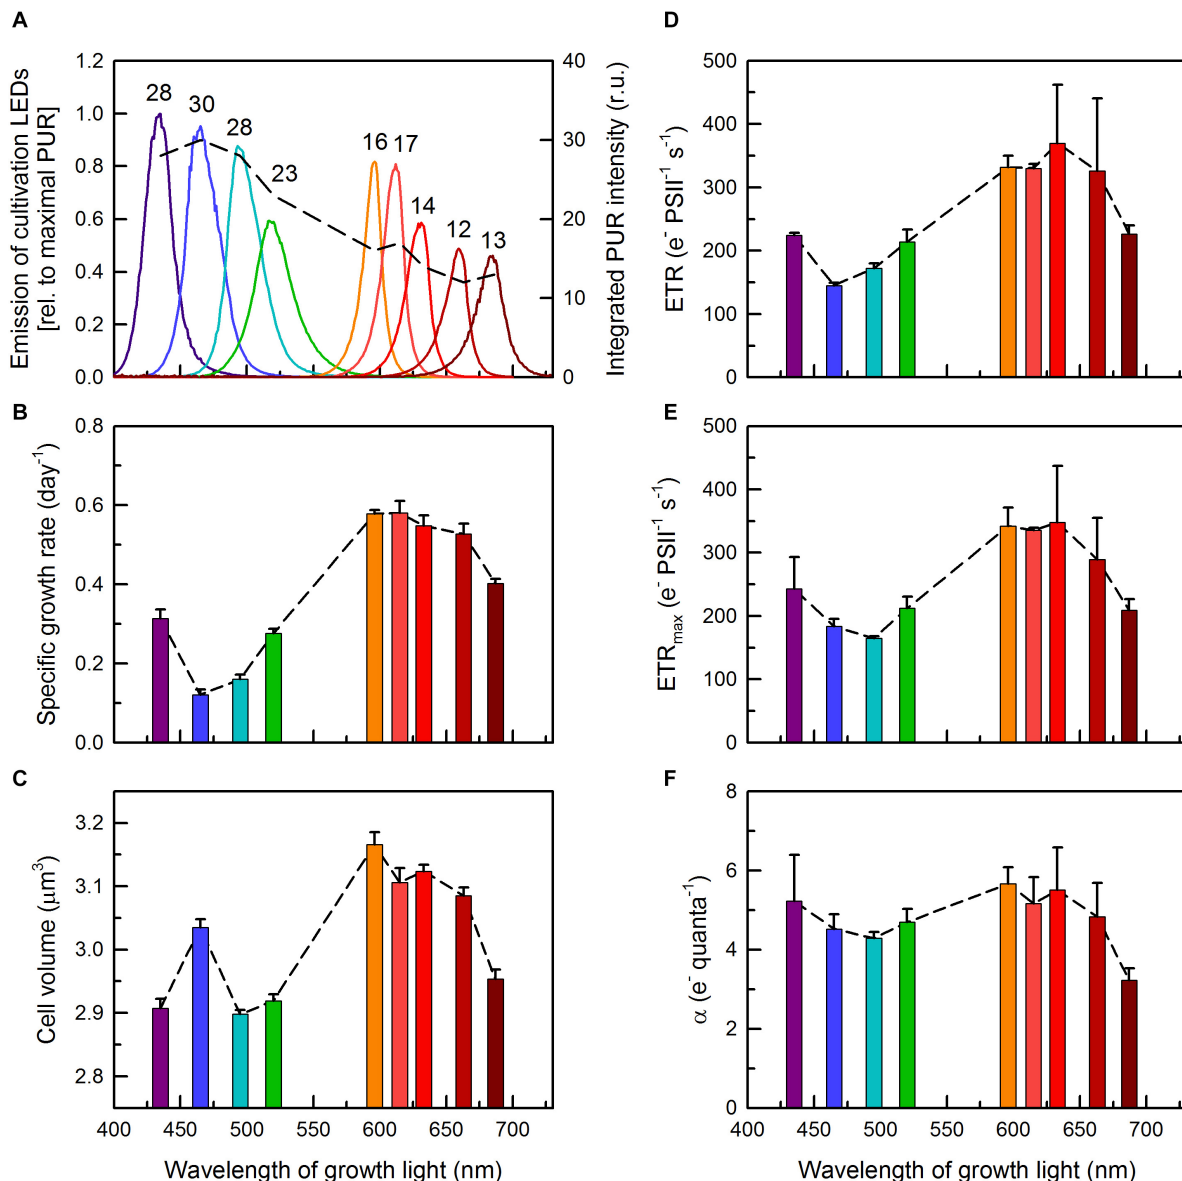 A
Emission of cultivation LEDs
[rel. to maximal PUR]
1.2
1.0
0.8
0.6
0.4
0.2
0.0
28
30
28
23
16
17
14
12
13
40
30
20
10
0
Integrated PUR intensity (r.u.)
B
Specific growth rate (day⁻¹)
0.8
0.6
0.4
0.2
0.0
C
Cell volume (μm³)
3.2
3.1
3.0
2.9
2.8
400 450 500 550 600 650 700
Wavelength of growth light (nm)
D
ETR (e⁻ PSII⁻¹ s⁻¹)
500
400
300
200
100
0
E
ETRmax (e⁻ PSII⁻¹ s⁻¹)
500
400
300
200
100
0
F
α (e⁻ quanta⁻¹)
8
6
4
2
0
400 450 500 550 600 650 700
Wavelength of growth light (nm)